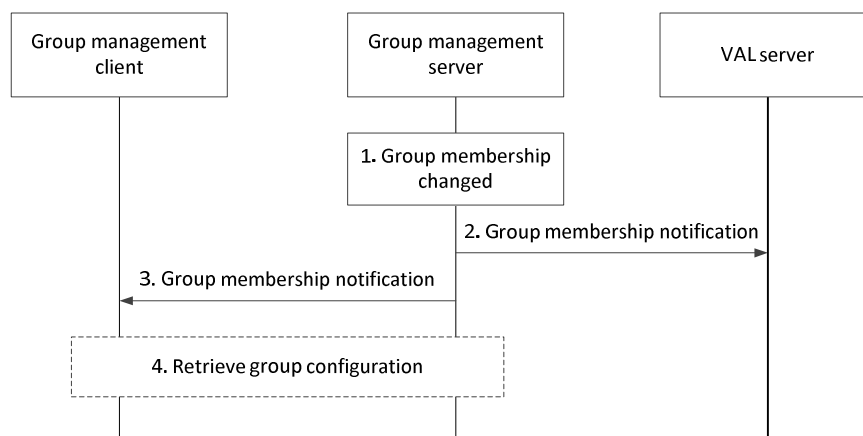 Group management
client
Group management
server
VAL server
1. Group membership
changed
2. Group membership notification
3. Group membership notification
4. Retrieve group configuration